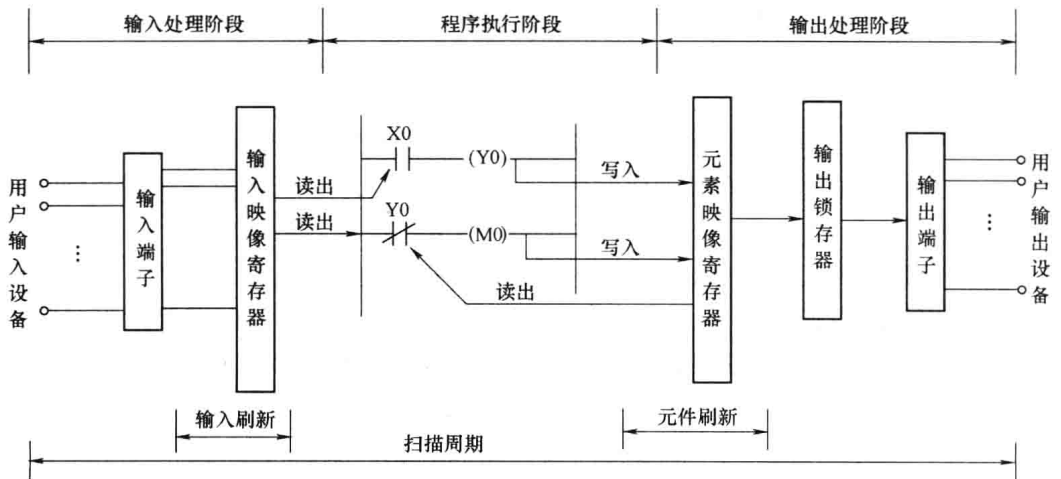 输入处理阶段
程序执行阶段
输出处理阶段
用户输入设备
输入端子
输入映像寄存器
读出
读出
X0
(Y0)
Y0
(M0)
写入
写入
读出
元素映像寄存器
输出锁存器
输出端子
用户输出设备
输入刷新
元件刷新
扫描周期